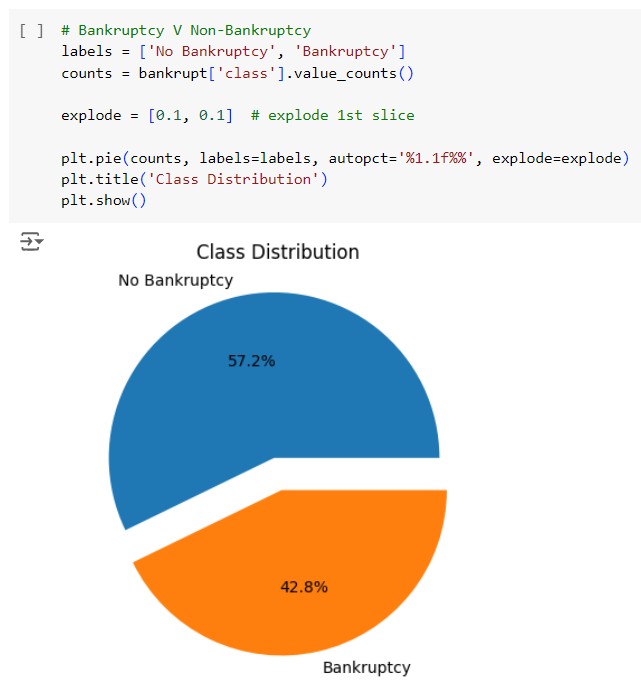 [ ] # Bankruptcy V Non-Bankruptcy
labels = ['No Bankruptcy', 'Bankruptcy']
counts = bankrupt['class'].value_counts()
explode = [0.1, 0.1]  # explode 1st slice
plt.pie(counts, labels=labels, autopct='%1.1f%%', explode=explode)
plt.title('Class Distribution')
plt.show()
Class Distribution
No Bankruptcy
57.2%
42.8%
Bankruptcy